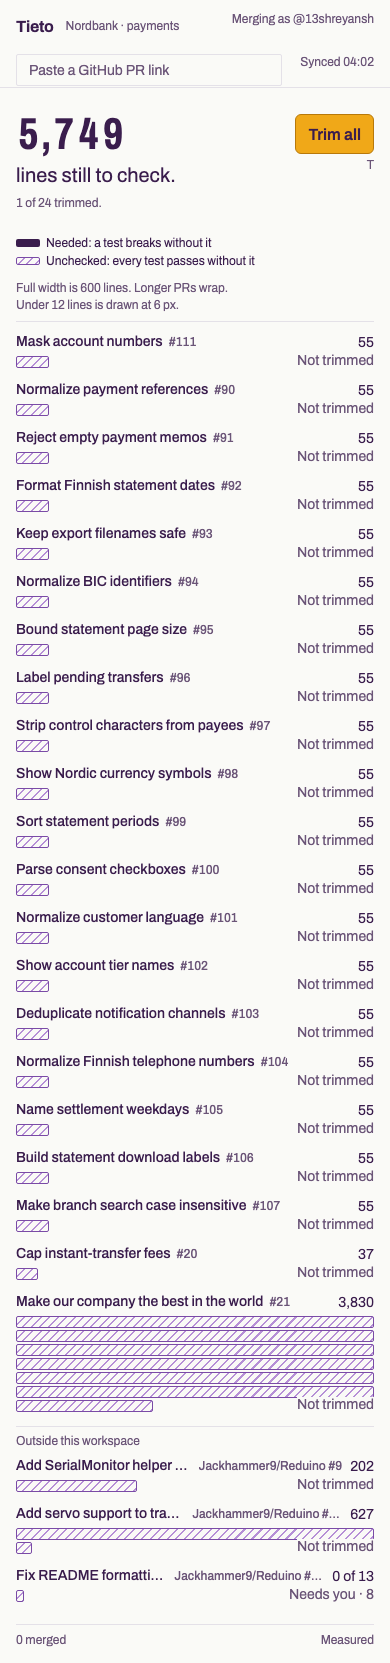 Tieto Nordbank · payments Merging as @13shreyansh
Paste a GitHub PR link Synced 04:02
5,749 Trim all
T
lines still to check.
1 of 24 trimmed.
Needed: a test breaks without it
Unchecked: every test passes without it
Full width is 600 lines. Longer PRs wrap.
Under 12 lines is drawn at 6 px.
Mask account numbers #111 55
Not trimmed
Normalize payment references #90 55
Not trimmed
Reject empty payment memos #91 55
Not trimmed
Format Finnish statement dates #92 55
Not trimmed
Keep export filenames safe #93 55
Not trimmed
Normalize BIC identifiers #94 55
Not trimmed
Bound statement page size #95 55
Not trimmed
Label pending transfers #96 55
Not trimmed
Strip control characters from payees #97 55
Not trimmed
Show Nordic currency symbols #98 55
Not trimmed
Sort statement periods #99 55
Not trimmed
Parse consent checkboxes #100 55
Not trimmed
Normalize customer language #101 55
Not trimmed
Show account tier names #102 55
Not trimmed
Deduplicate notification channels #103 55
Not trimmed
Normalize Finnish telephone numbers #104 55
Not trimmed
Name settlement weekdays #105 55
Not trimmed
Build statement download labels #106 55
Not trimmed
Make branch search case insensitive #107 55
Not trimmed
Cap instant-transfer fees #20 37
Not trimmed
Make our company the best in the world #21 3,830
Not trimmed
Outside this workspace
Add SerialMonitor helper ... Jackhammer9/Reduino #9 202
Not trimmed
Add servo support to tra... Jackhammer9/Reduino #... 627
Not trimmed
Fix README formatti... Jackhammer9/Reduino #... 0 of 13
Needs you · 8
0 merged Measured